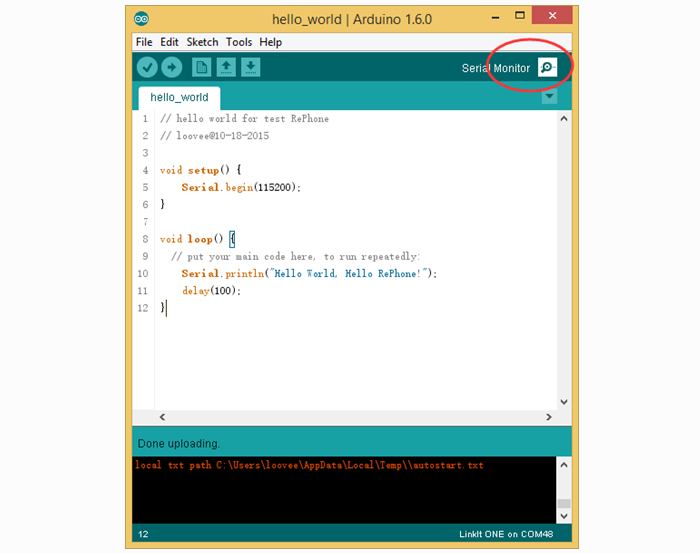 hello_world | Arduino 1.6.0
File Edit Sketch Tools Help
Serial Monitor
hello_world
1 // hello world for test RePhone
2 // loovee@10-18-2015
3
4 void setup() {
5 Serial.begin(115200);
6 }
7
8 void loop() {
9 // put your main code here, to run repeatedly:
10 Serial.println("Hello World, Hello RePhone!");
11 delay(100);
12 }
Done uploading.
local txt path C:\Users\loovee\AppData\Local\Temp\\autostart.txt
12 LinkIt ONE on COM48